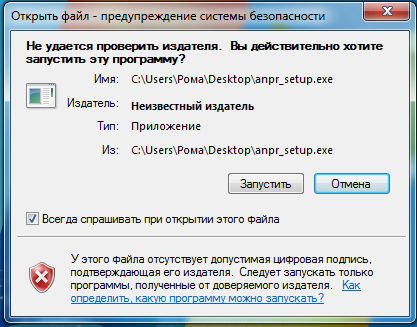 Открыть файл - предупреждение системы безопасности
Не удается проверить издателя. Вы действительно хотите
запустить эту программу?
Имя: C:\Users\Рома\Desktop\anpr_setup.exe
Издатель: Неизвестный издатель
Тип: Приложение
Из: C:\Users\Рома\Desktop\anpr_setup.exe
Запустить Отмена
Всегда спрашивать при открытии этого файла
У этого файла отсутствует допустимая цифровая подпись,
подтверждающая его издателя. Следует запускать только
программы, полученные от доверяемого издателя. Как
определить, какую программу можно запускать?